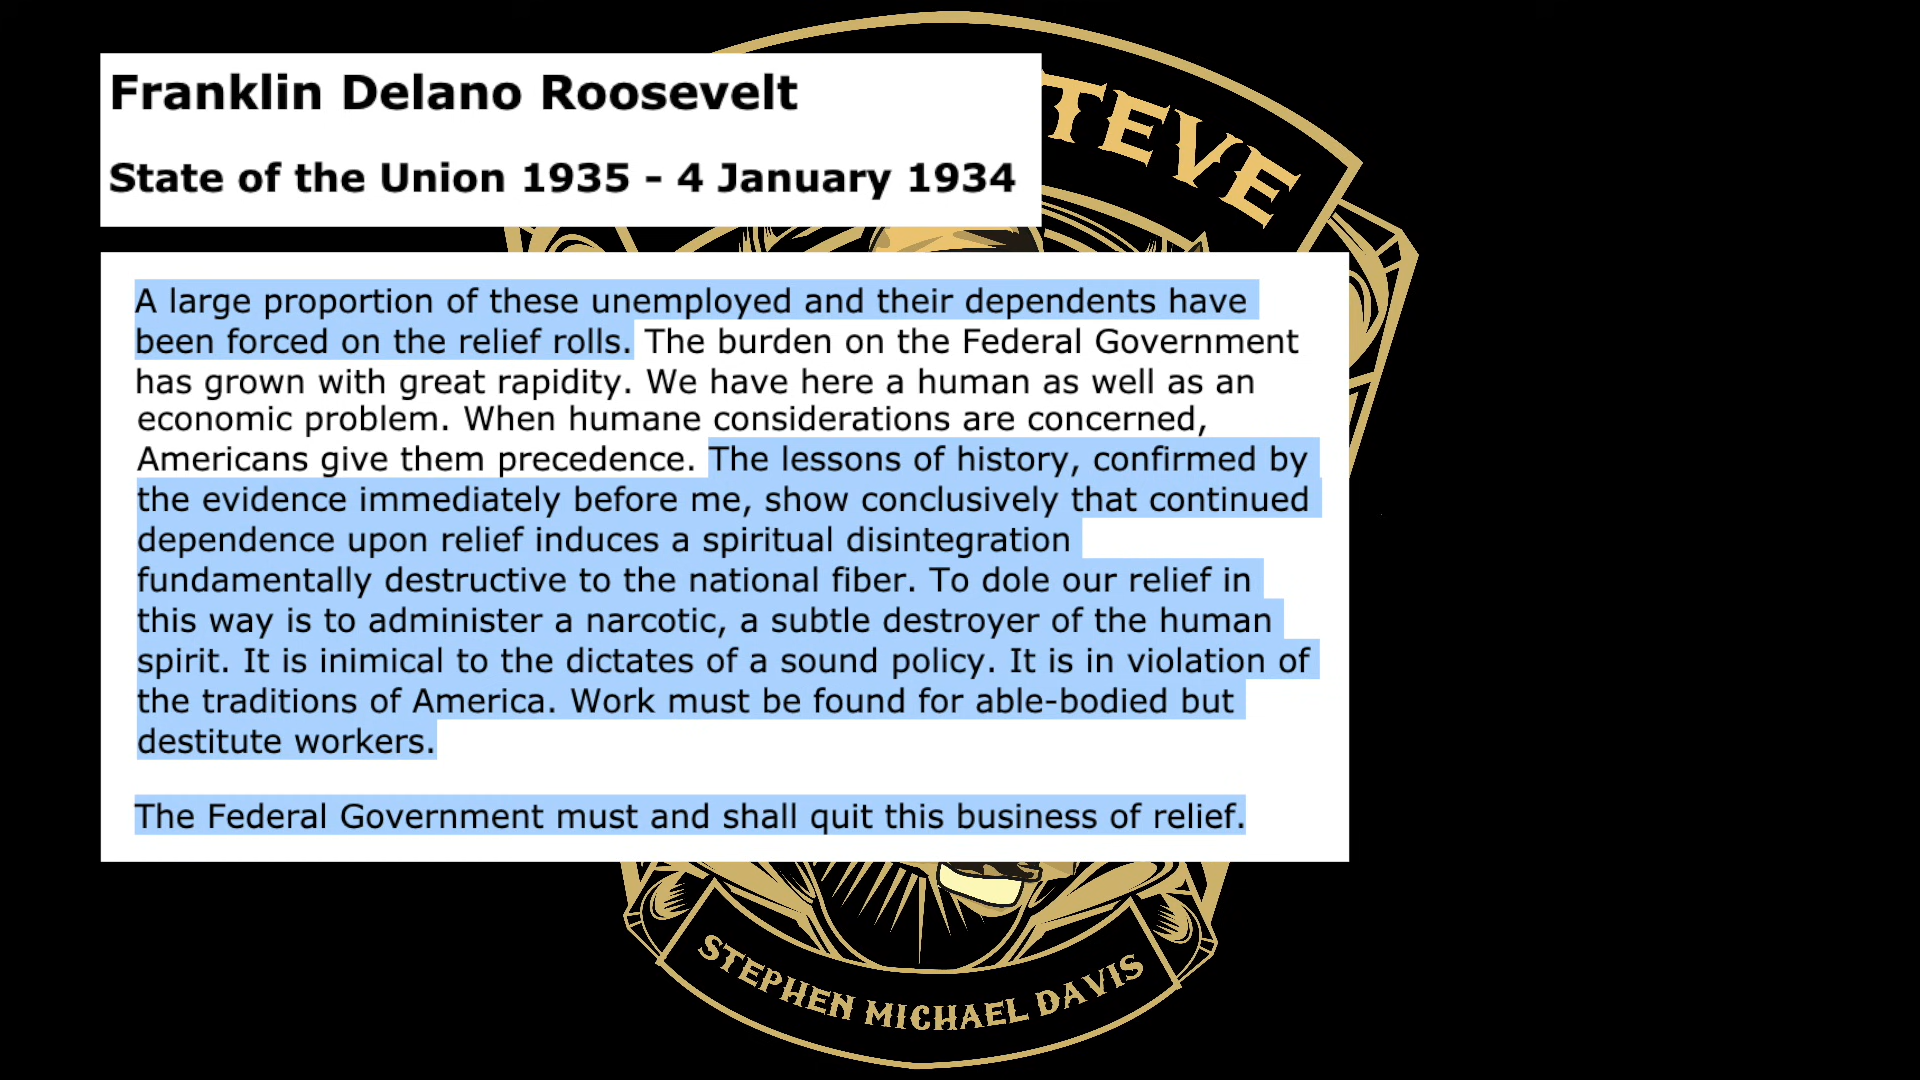 Franklin Delano Roosevelt
TEVE
State of the Union 1935 - 4 January 1934
A large proportion of these unemployed and their dependents have
been forced on the relief rolls. The burden on the Federal Government
has grown with great rapidity. We have here a human as well as an
economic problem. When humane considerations are concerned,
Americans give them precedence. The lessons of history, confirmed by
the evidence immediately before me, show conclusively that continued
dependence upon relief induces a spiritual disintegration
fundamentally destructive to the national fiber. To dole our relief in
this way is to administer a narcotic, a subtle destroyer of the human
spirit. It is inimical to the dictates of a sound policy. It is in violation of
the traditions of America. Work must be found for able-bodied but
destitute workers.
The Federal Government must and shall quit this business of relief.
STEPHEN MICHAEL DAVIS